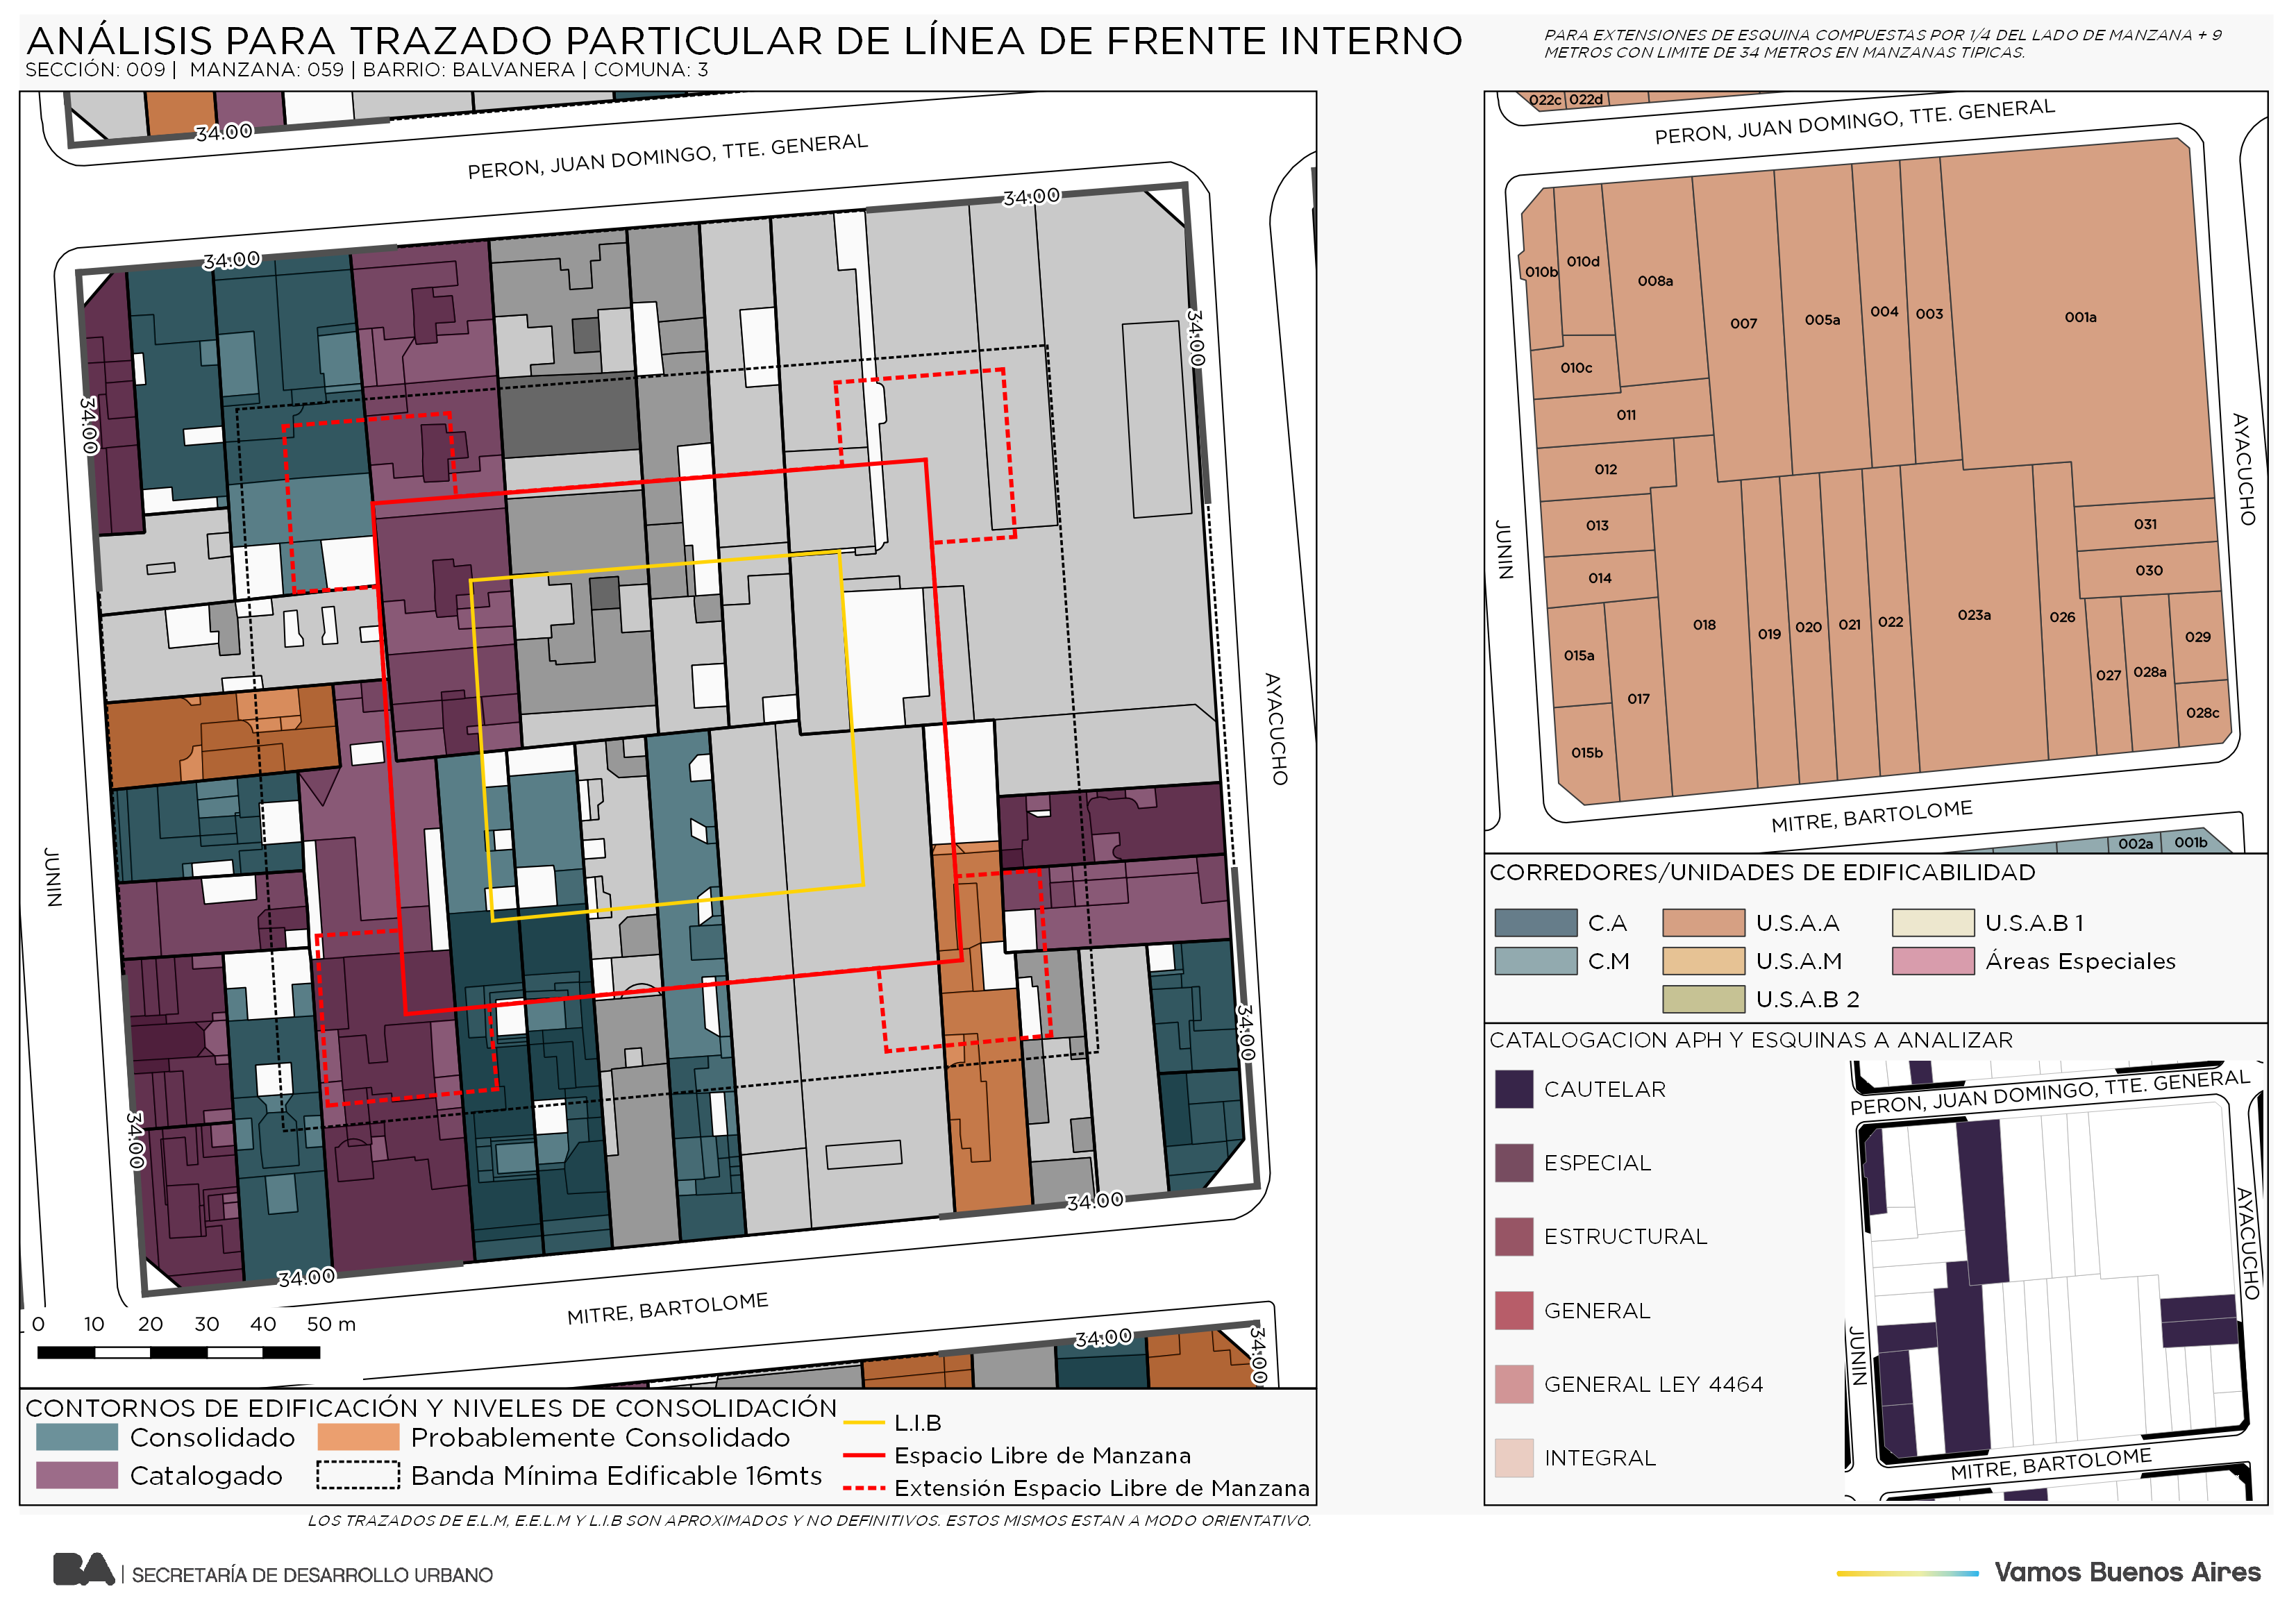 ANÁLISIS PARA TRAZADO PARTICULAR DE LÍNEA DE FRENTE INTERNO
SECCIÓN: 009 | MANZANA: 059 | BARRIO: BALVANERA | COMUNA: 3
PARA EXTENSIONES DE ESQUINA COMPUESTAS POR 1/4 DEL LADO DE MANZANA + 9
METROS CON LIMITE DE 34 METROS EN MANZANAS TIPICAS.
34.00
PERON, JUAN DOMINGO, TTE. GENERAL
34.00
34.00
34.00
34.00
AYACUCHO
JUNIN
34.00
34.00
34.00
34.00
MITRE, BARTOLOME
34.00
34.00
0 10 20 30 40 50 m
CONTORNOS DE EDIFICACIÓN Y NIVELES DE CONSOLIDACIÓN
Consolidado
Probablemente Consolidado
Catalogado
Banda Mínima Edificable 16mts
L.I.B
Espacio Libre de Manzana
Extensión Espacio Libre de Manzana
LOS TRAZADOS DE E.L.M, E.E.L.M Y L.I.B SON APROXIMADOS Y NO DEFINITIVOS. ESTOS MISMOS ESTAN A MODO ORIENTATIVO.
022c 022d
PERON, JUAN DOMINGO, TTE. GENERAL
010b
010d
008a
007
005a
004
003
001a
010c
011
012
013
014
015a
015b
017
018
019
020
021
022
023a
026
031
030
027
028a
029
028c
JUNIN
AYACUCHO
MITRE, BARTOLOME
002a
001b
CORREDORES/UNIDADES DE EDIFICABILIDAD
C.A
U.S.A.A
U.S.A.B 1
C.M
U.S.A.M
Áreas Especiales
U.S.A.B 2
CATALOGACION APH Y ESQUINAS A ANALIZAR
CAUTELAR
ESPECIAL
ESTRUCTURAL
GENERAL
GENERAL LEY 4464
INTEGRAL
PERON, JUAN DOMINGO, TTE. GENERAL
AYACUCHO
JUNIN
MITRE, BARTOLOME
BA | SECRETARÍA DE DESARROLLO URBANO
Vamos Buenos Aires